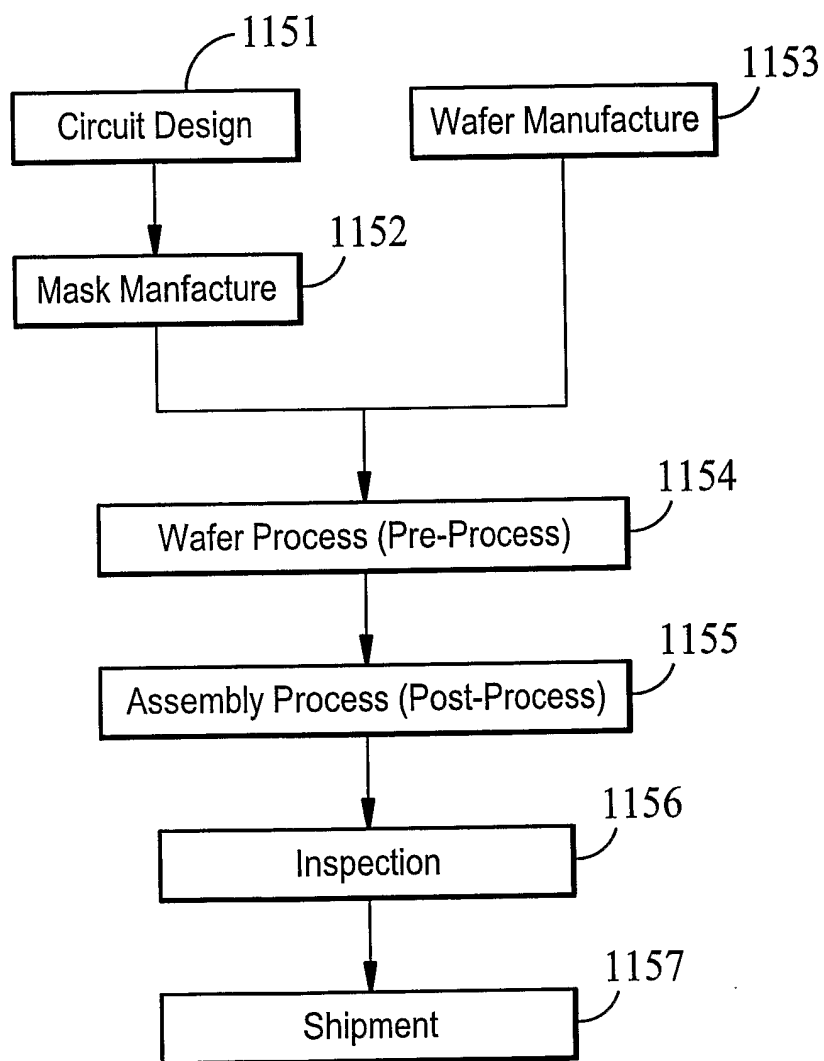 1151
Circuit Design
1153
Wafer Manufacture
1152
Mask Manfacture
1154
Wafer Process (Pre-Process)
1155
Assembly Process (Post-Process)
1156
Inspection
1157
Shipment